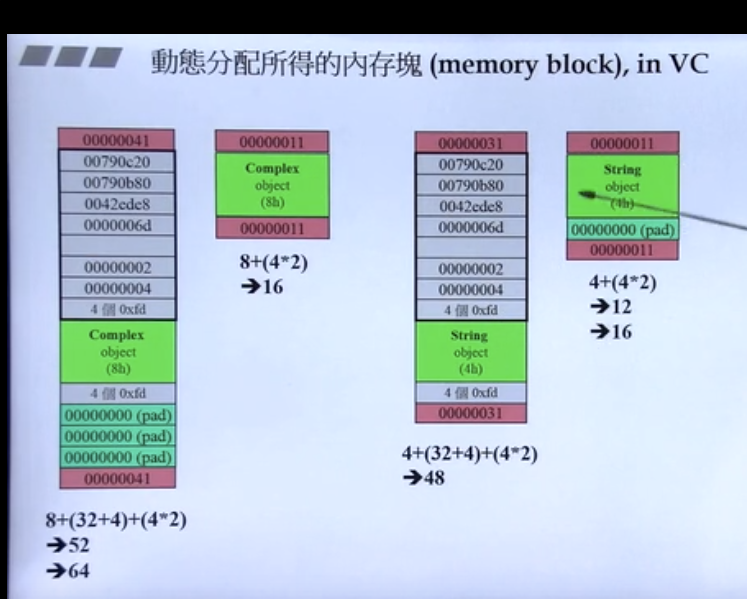 動態分配所得的內存塊 (memory block), in VC
00000041
00790c20
00790b80
0042ede8
0000006d
00000002
00000004
4 個 0xfd
Complex
object
(8h)
4 個 0xfd
00000000 (pad)
00000000 (pad)
00000000 (pad)
00000041
8+(32+4)+(4*2)
➔52
➔64
00000011
Complex
object
(8h)
00000011
8+(4*2)
➔16
00000031
00790c20
00790b80
0042ede8
0000006d
00000002
00000004
4 個 0xfd
String
object
(4h)
4 個 0xfd
00000031
4+(32+4)+(4*2)
➔48
00000011
String
object
(4h)
00000000 (pad)
00000011
4+(4*2)
➔12
➔16